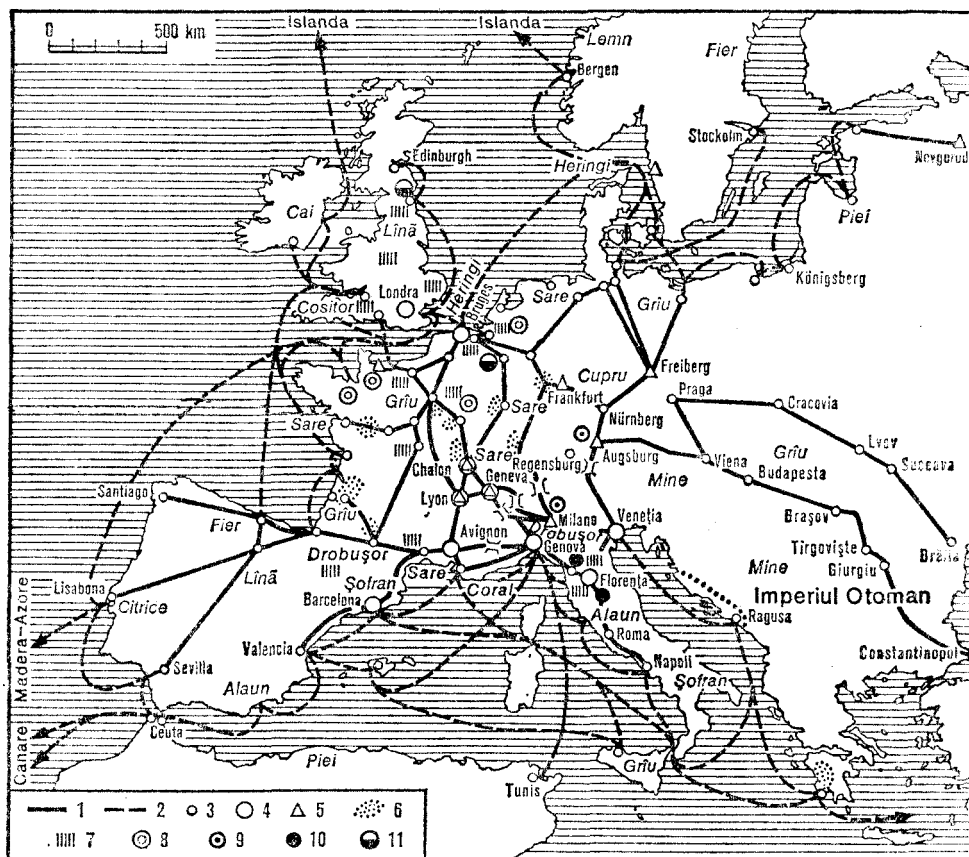 Islanda
Islanda
0 500 km
Lemn
Fier
Bergen
Stockolm
Novgorod
Edinburgh
Heringi
Cai
Lînă
Piei
Königsberg
Londra
Cositor
Heringi
Bruges
Sare
Grîu
Freiberg
Cupru
Frankfurt
Praga
Cracovia
Grîu
Sare
Sare
Nürnberg
Lvov
Suceava
Chalon
Sare
Regensburg
Augsburg
Viena
Grîu
Budapesta
Mine
Geneva
Santiago
Fier
Grîu
Lyon
Milano
Veneția
Brașov
Brăila
Drobușor
Avignon
Drobușor
Genova
Tîrgoviște
Giurgiu
Mine
Lisabona
Citrice
Lînă
Șofran
Sare
Coral
Florența
Imperiul Otoman
Barcelona
Alaun
Ragusa
Roma
Valencia
Constantinopol
Sevilla
Napoli
Șofran
Alaun
Ceuta
Canare Madera-Azore
Piei
Tunis
Grîu
1 2 3 4 5 6
7 8 9 10 11